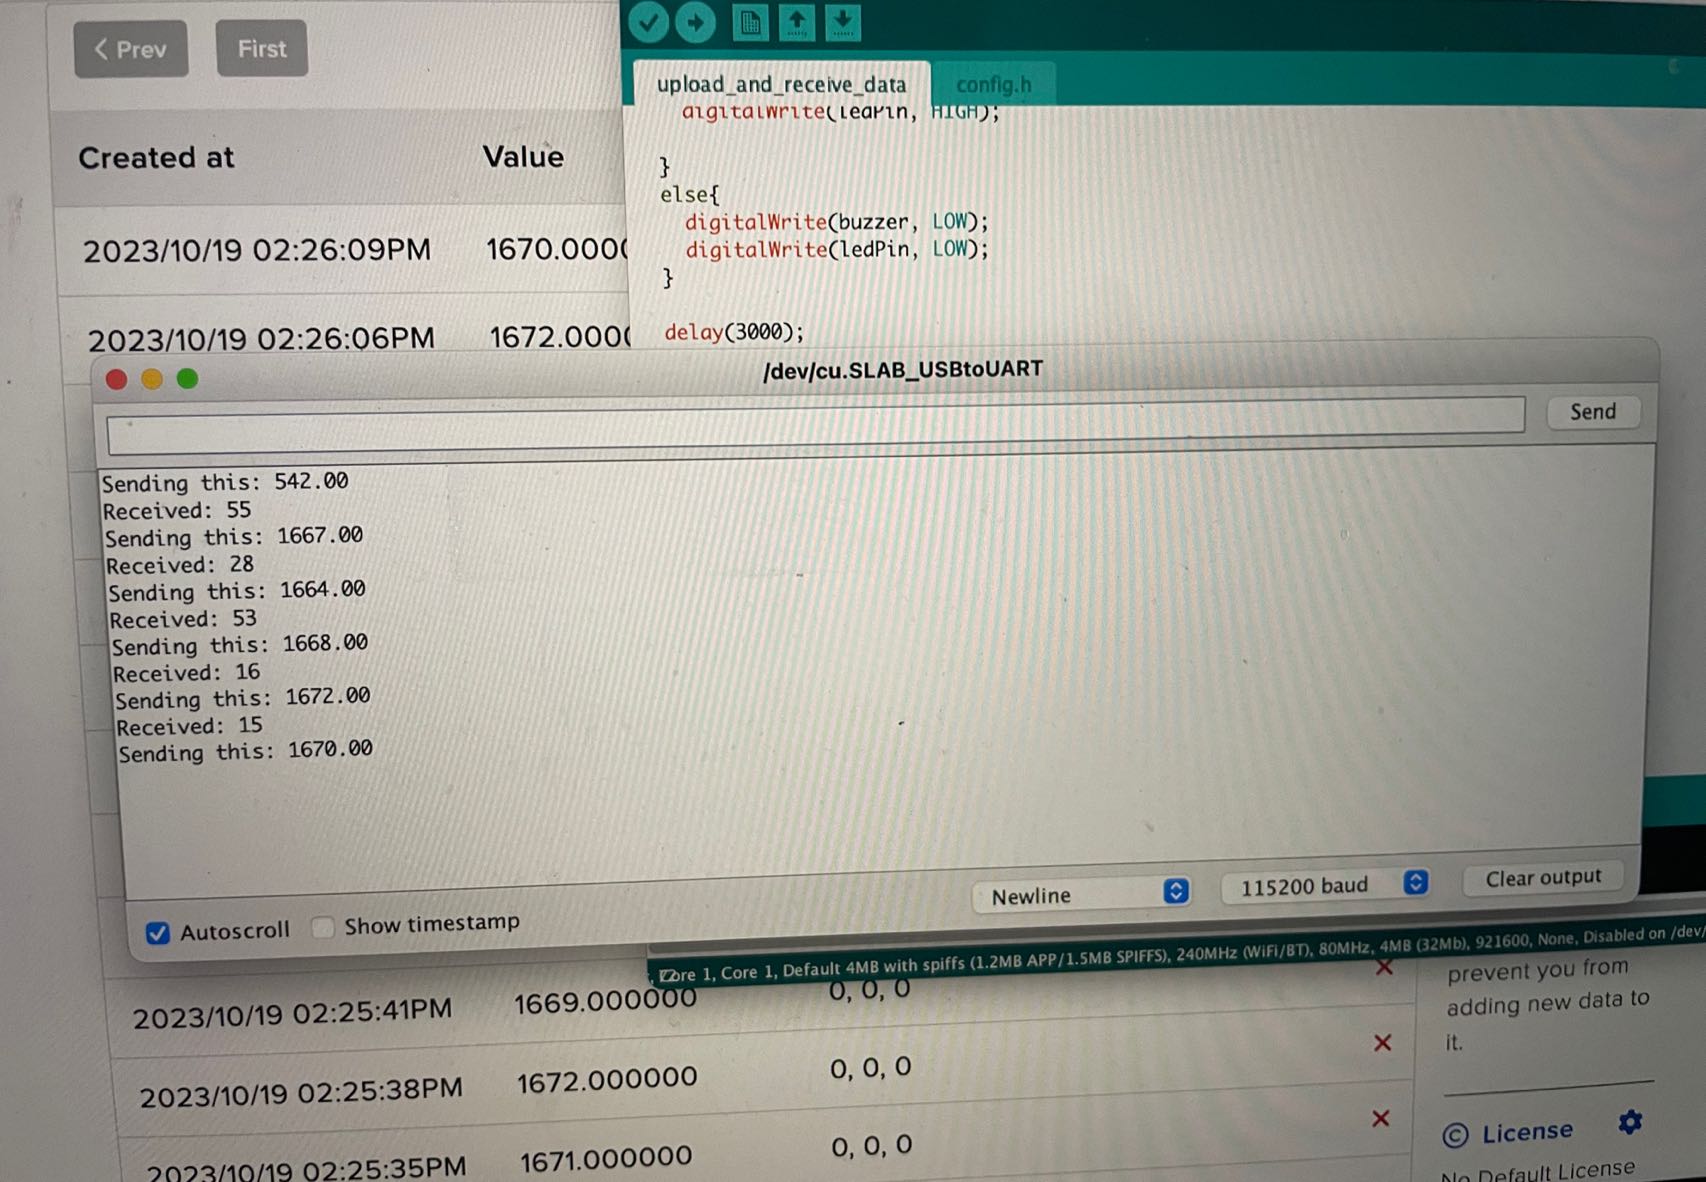 Prev
First
Created at Value
2023/10/19 02:26:09PM 1670.000
2023/10/19 02:26:06PM 1672.000
upload_and_receive_data config.h
digitalWrite(ledPin, HIGH);
}
else{
digitalWrite(buzzer, LOW);
digitalWrite(ledPin, LOW);
}
delay(3000);
/dev/cu.SLAB_USBtoUART
Send
Sending this: 542.00
Received: 55
Sending this: 1667.00
Received: 28
Sending this: 1664.00
Received: 53
Sending this: 1668.00
Received: 16
Sending this: 1672.00
Received: 15
Sending this: 1670.00
Autoscroll Show timestamp Newline 115200 baud Clear output
Core 1, Core 1, Default 4MB with spiffs (1.2MB APP/1.5MB SPIFFS), 240MHz (WiFi/BT), 80MHz, 4MB (32Mb), 921600, None, Disabled on /dev/
2023/10/19 02:25:41PM 1669.000000 0, 0, 0
2023/10/19 02:25:38PM 1672.000000 0, 0, 0
2023/10/19 02:25:35PM 1671.000000 0, 0, 0
prevent you from
adding new data to
it.
© License
No Default License